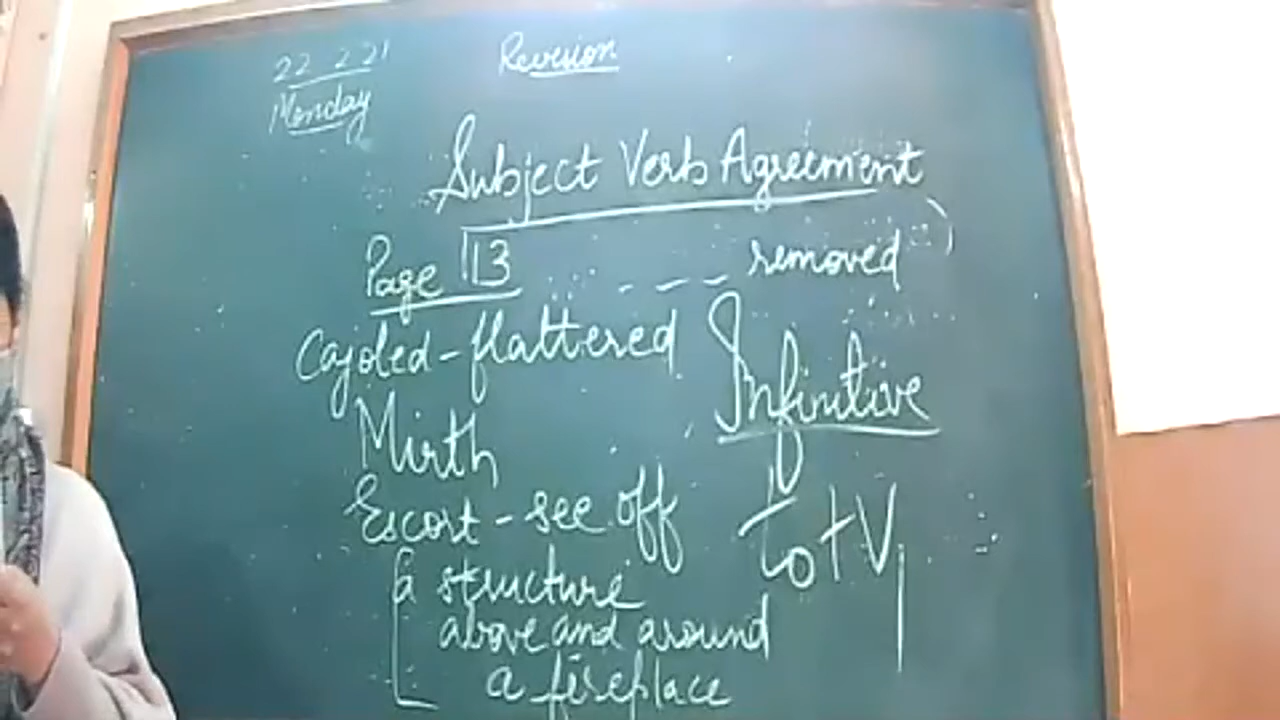 22 2 21
Revision
Monday
Subject Verb Agreement
Page 113
_ _ _ _ removed
Cajoled - flattered
Infinitive
Mirth
Escort - see off
to + V1
a structure
above and around
a fireplace